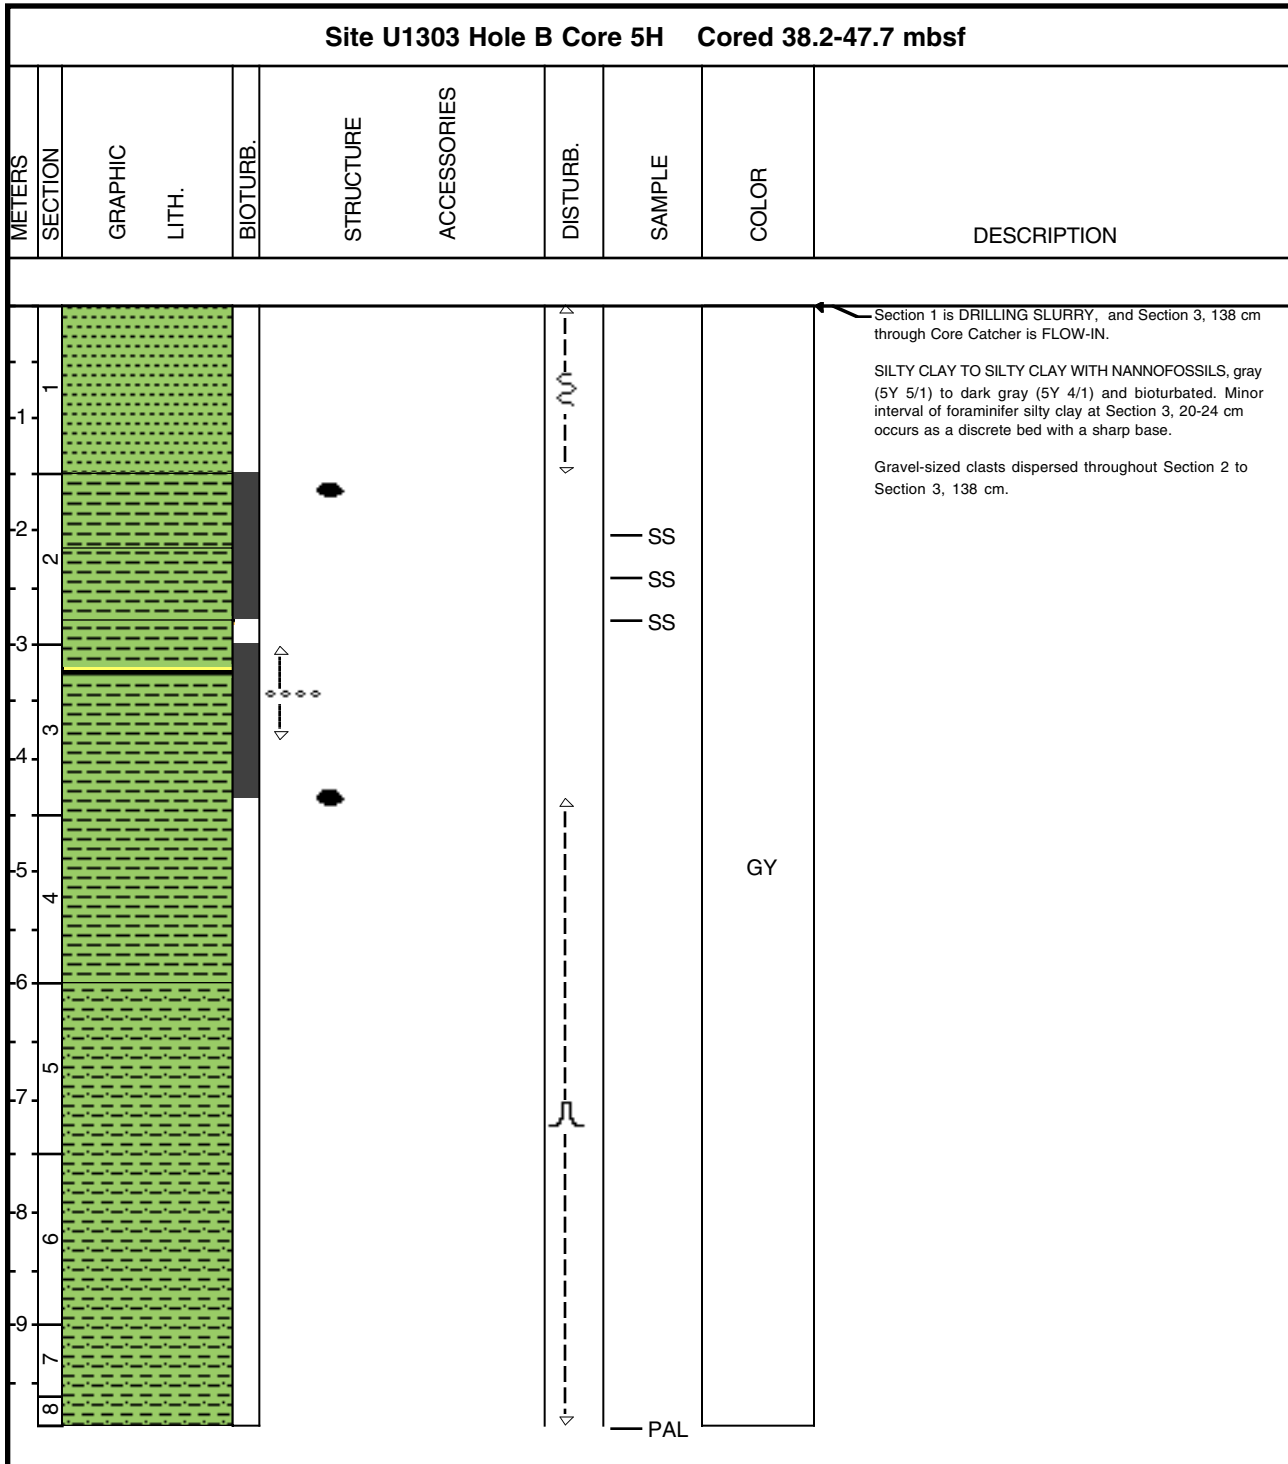 Site U1303 Hole B Core 5H Cored 38.2-47.7 mbsf
METERS
SECTION
GRAPHIC
LITH.
BIOTURB.
STRUCTURE
ACCESSORIES
DISTURB.
SAMPLE
COLOR
DESCRIPTION
Section 1 is DRILLING SLURRY, and Section 3, 138 cm
through Core Catcher is FLOW-IN.
SILTY CLAY TO SILTY CLAY WITH NANNOFOSSILS, gray
(5Y 5/1) to dark gray (5Y 4/1) and bioturbated. Minor
interval of foraminifer silty clay at Section 3, 20-24 cm
occurs as a discrete bed with a sharp base.
Gravel-sized clasts dispersed throughout Section 2 to
Section 3, 138 cm.
1
1
2
2
SS
SS
SS
3
3
4
4
5
GY
6
5
7
8
6
9
7
8
PAL